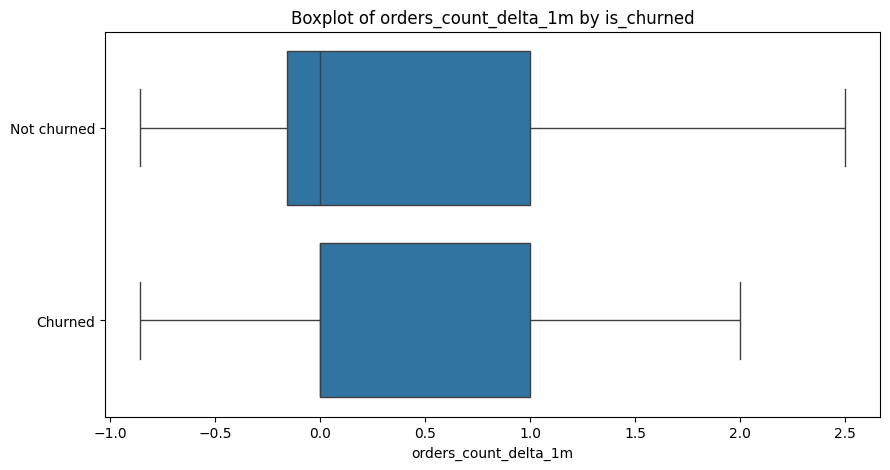 Boxplot of orders_count_delta_1m by is_churned
Not churned
Churned
-1.0 -0.5 0.0 0.5 1.0 1.5 2.0 2.5
orders_count_delta_1m